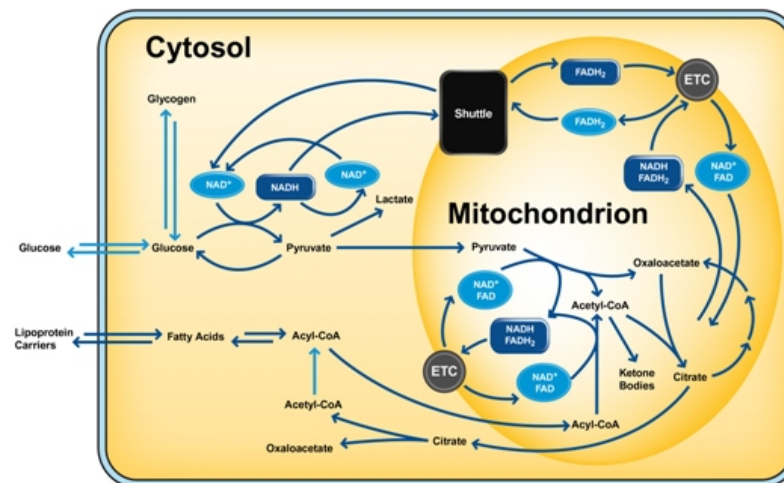 Cytosol
Glycogen
Shuttle
FADH₂
ETC
FADH₂
NAD⁺
NADH
NAD⁺
Lactate
NADH
FADH₂
NAD⁺
FAD
Mitochondrion
Glucose
Glucose
Pyruvate
Pyruvate
Oxaloacetate
NAD⁺
FAD
Acetyl-CoA
NADH
FADH₂
Lipoprotein
Carriers
Fatty Acids
Acyl-CoA
ETC
NAD⁺
FAD
Ketone
Bodies
Citrate
Acetyl-CoA
Acyl-CoA
Oxaloacetate
Citrate